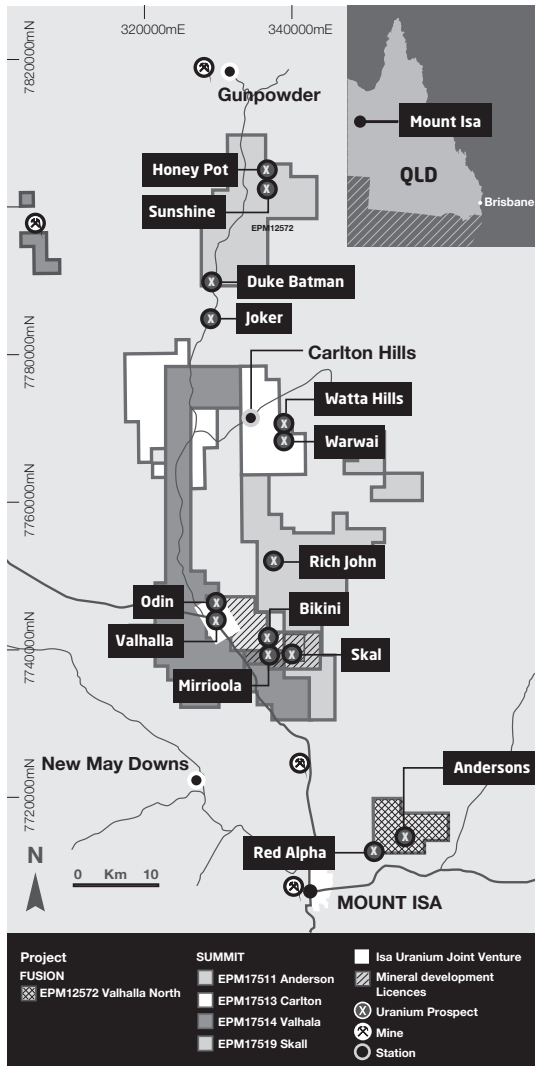 320000mE
340000mE
7820000mN
Gunpowder
Mount Isa
QLD
Brisbane
Honey Pot
Sunshine
EPM12572
Duke Batman
Joker
7780000mN
Carlton Hills
Watta Hills
Warwai
7760000mN
Rich John
Odin
Bikini
Valhalla
Skal
7740000mN
Mirrioola
New May Downs
Andersons
7720000mN
Red Alpha
N
0 Km 10
MOUNT ISA
Project
FUSION
EPM12572 Valhalla North
SUMMIT
EPM17511 Anderson
EPM17513 Carlton
EPM17514 Valhala
EPM17519 Skall
Isa Uranium Joint Venture
Mineral development
Licences
Uranium Prospect
Mine
Station